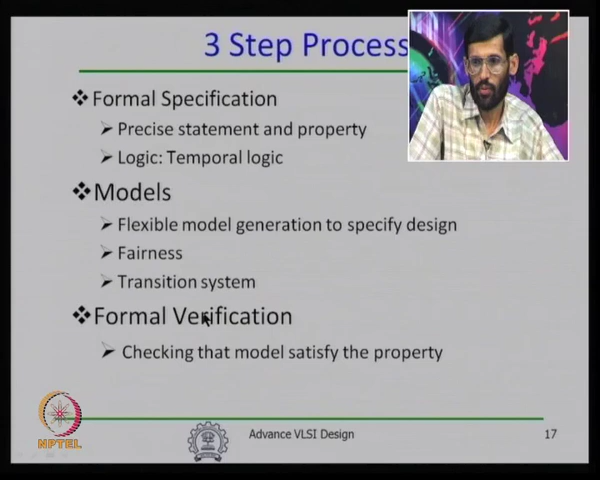 3 Step Process
❖Formal Specification
➢Precise statement and property
➢Logic: Temporal logic
❖Models
➢Flexible model generation to specify design
➢Fairness
➢Transition system
❖Formal Verification
➢Checking that model satisfy the property
NPTEL
Advance VLSI Design
17